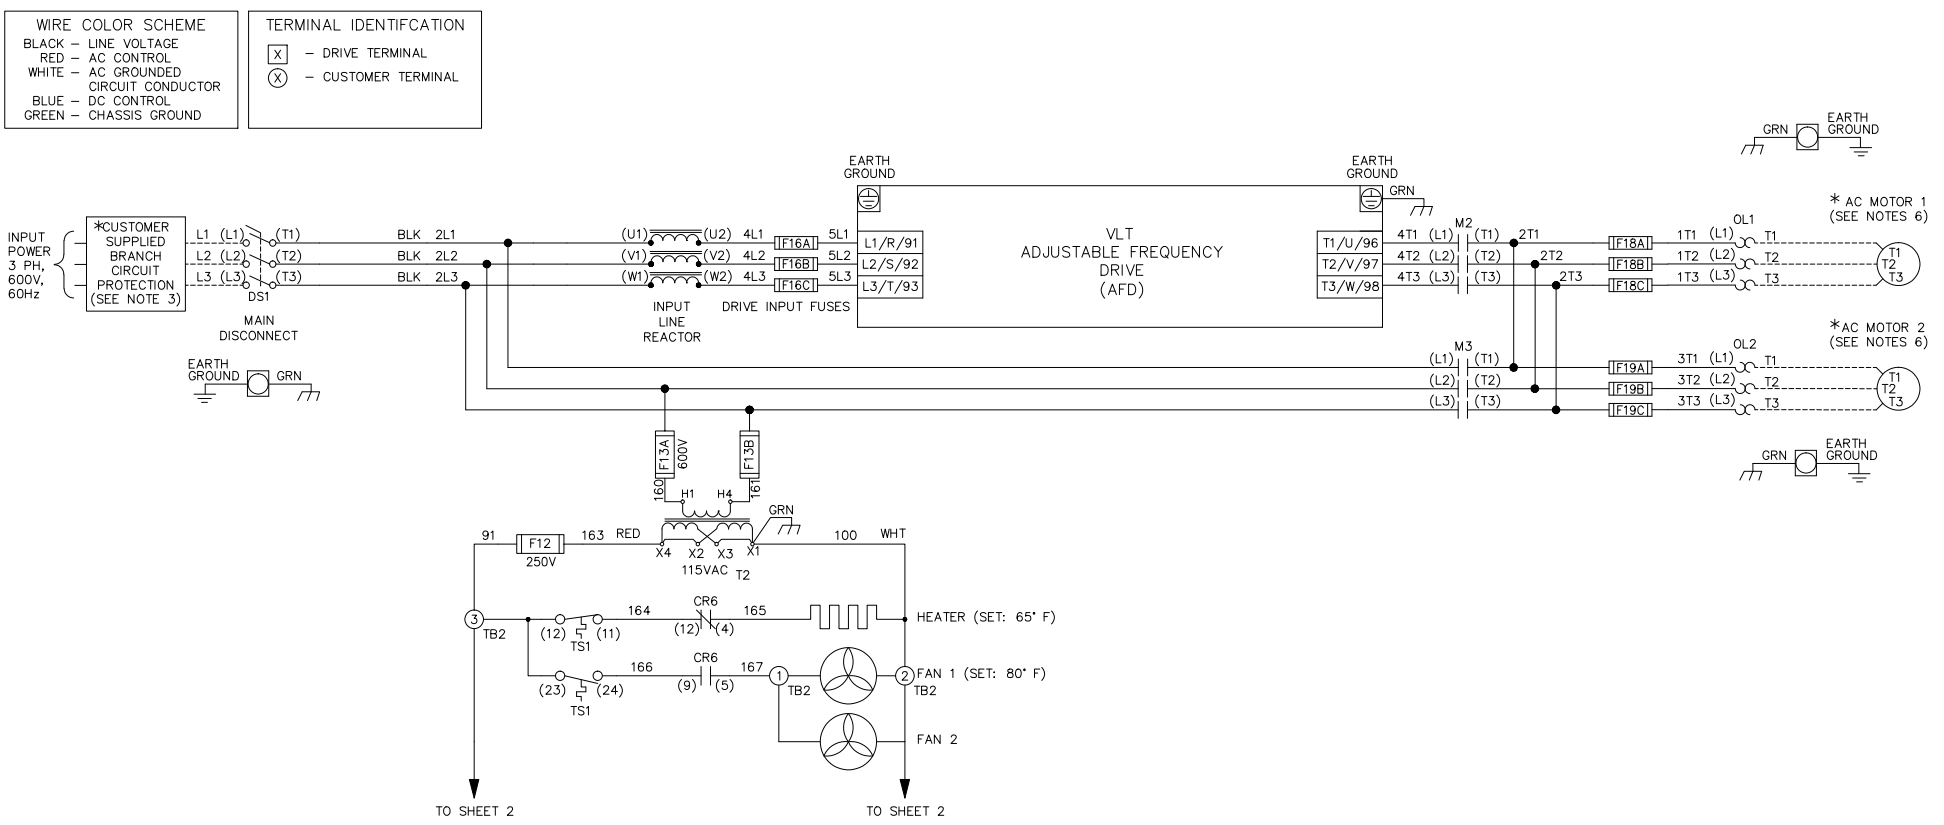 WIRE COLOR SCHEME
BLACK – LINE VOLTAGE
RED – AC CONTROL
WHITE – AC GROUNDED
CIRCUIT CONDUCTOR
BLUE – DC CONTROL
GREEN – CHASSIS GROUND
TERMINAL IDENTIFCATION
X – DRIVE TERMINAL
X – CUSTOMER TERMINAL
GRN
EARTH
GROUND
EARTH
GROUND
EARTH
GROUND
GRN
INPUT
POWER
3 PH,
600V,
60Hz
*CUSTOMER
SUPPLIED
BRANCH
CIRCUIT
PROTECTION
(SEE NOTE 3)
L1 (L1) (T1) BLK 2L1 (U1) (U2) 4L1 F16A 5L1 L1/R/91
L2 (L2) (T2) BLK 2L2 (V1) (V2) 4L2 F16B 5L2 L2/S/92
L3 (L3) (T3) BLK 2L3 (W1) (W2) 4L3 F16C 5L3 L3/T/93
DS1
MAIN
DISCONNECT
INPUT
LINE
REACTOR
DRIVE INPUT FUSES
VLT
ADJUSTABLE FREQUENCY
DRIVE
(AFD)
M2
OL1
* AC MOTOR 1
(SEE NOTES 6)
T1/U/96 4T1 (L1) (T1) 2T1 F18A 1T1 (L1) T1 T1
T2/V/97 4T2 (L2) (T2) 2T2 F18B 1T2 (L2) T2 T2
T3/W/98 4T3 (L3) (T3) 2T3 F18C 1T3 (L3) T3 T3
EARTH
GROUND
GRN
M3
OL2
* AC MOTOR 2
(SEE NOTES 6)
(L1) (T1) F19A 3T1 (L1) T1 T1
(L2) (T2) F19B 3T2 (L2) T2 T2
(L3) (T3) F19C 3T3 (L3) T3 T3
GRN
EARTH
GROUND
F13A
600V
F13B
160
161
H1 H4
GRN
91 F12 163 RED
250V
X4 X2 X3 X1
100 WHT
115VAC T2
3
TB2
(12) (11)
TS1
164
CR6
(12) (4)
165
HEATER (SET: 65° F)
(23) (24)
TS1
166
CR6
(9) (5)
167
1
TB2
2
TB2
FAN 1 (SET: 80° F)
FAN 2
TO SHEET 2
TO SHEET 2